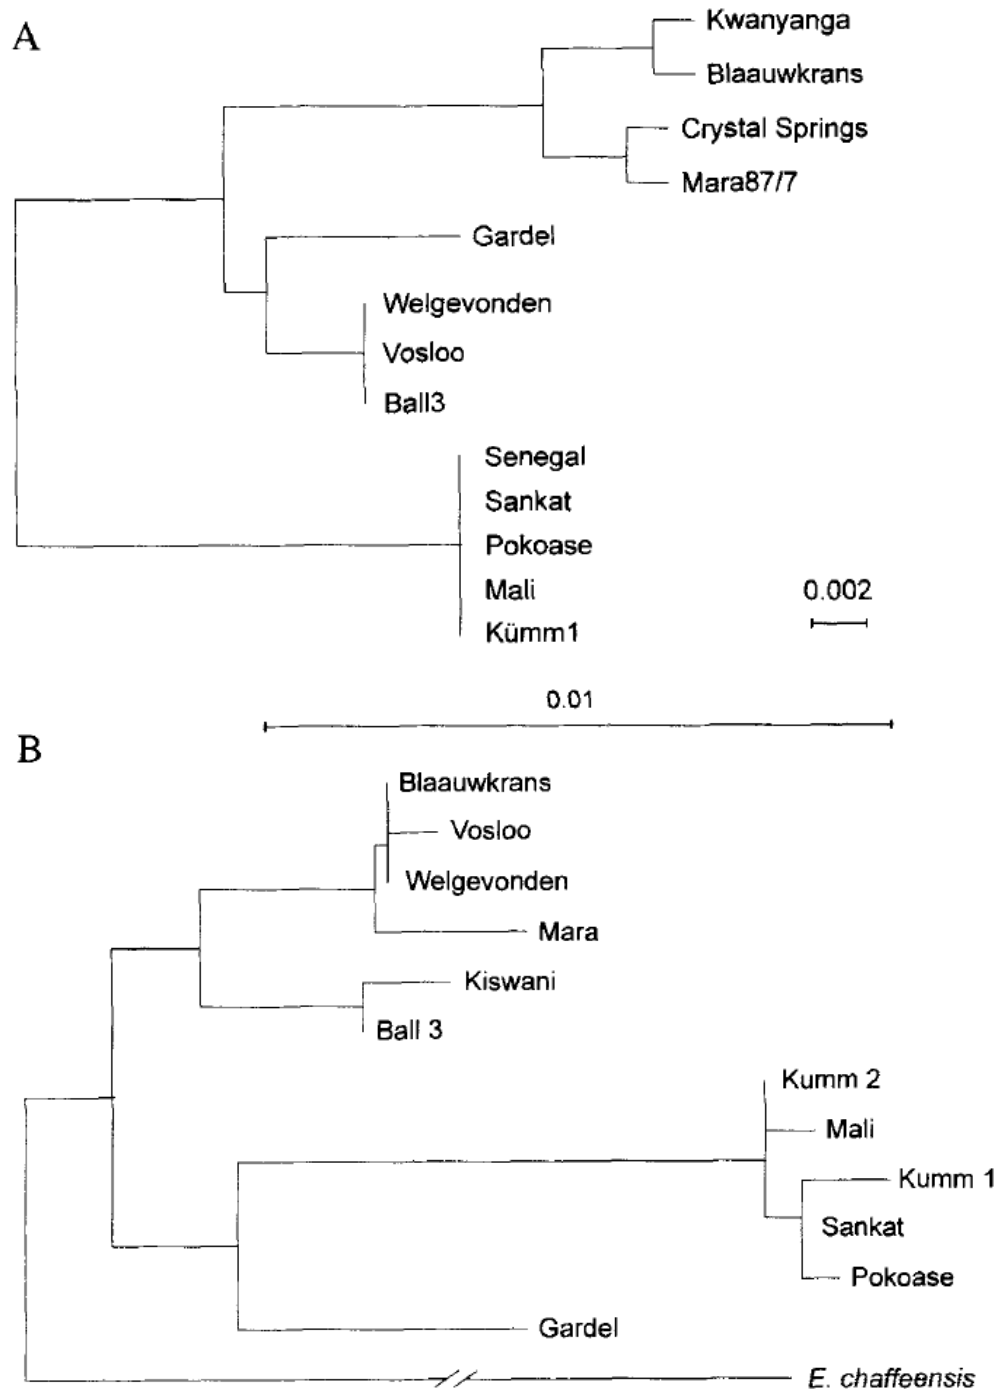 A
Kwanyanga
Blaauwkrans
Crystal Springs
Mara87/7
Gardel
Welgevonden
Vosloo
Ball3
Senegal
Sankat
Pokoase
Mali
Kümm1
0.002
0.01
B
Blaauwkrans
Vosloo
Welgevonden
Mara
Kiswani
Ball 3
Kumm 2
Mali
Kumm 1
Sankat
Pokoase
Gardel
E. chaffeensis